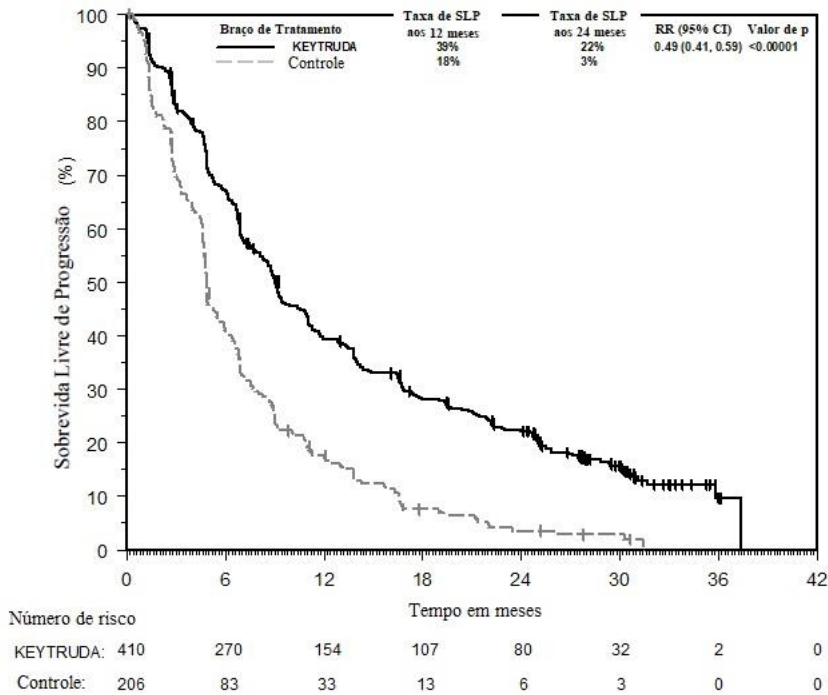 Braço de Tratamento Taxa de SLP aos 12 meses Taxa de SLP aos 24 meses RR (95% CI) Valor de p
KEYTRUDA 39% 22% 0.49 (0.41, 0.59) <0.00001
Controle 18% 3%
Sobrevida Livre de Progressão (%)
100
90
80
70
60
50
40
30
20
10
0
0 6 12 18 24 30 36 42
Tempo em meses
Número de risco
KEYTRUDA: 410 270 154 107 80 32 2 0
Controle: 206 83 33 13 6 3 0 0